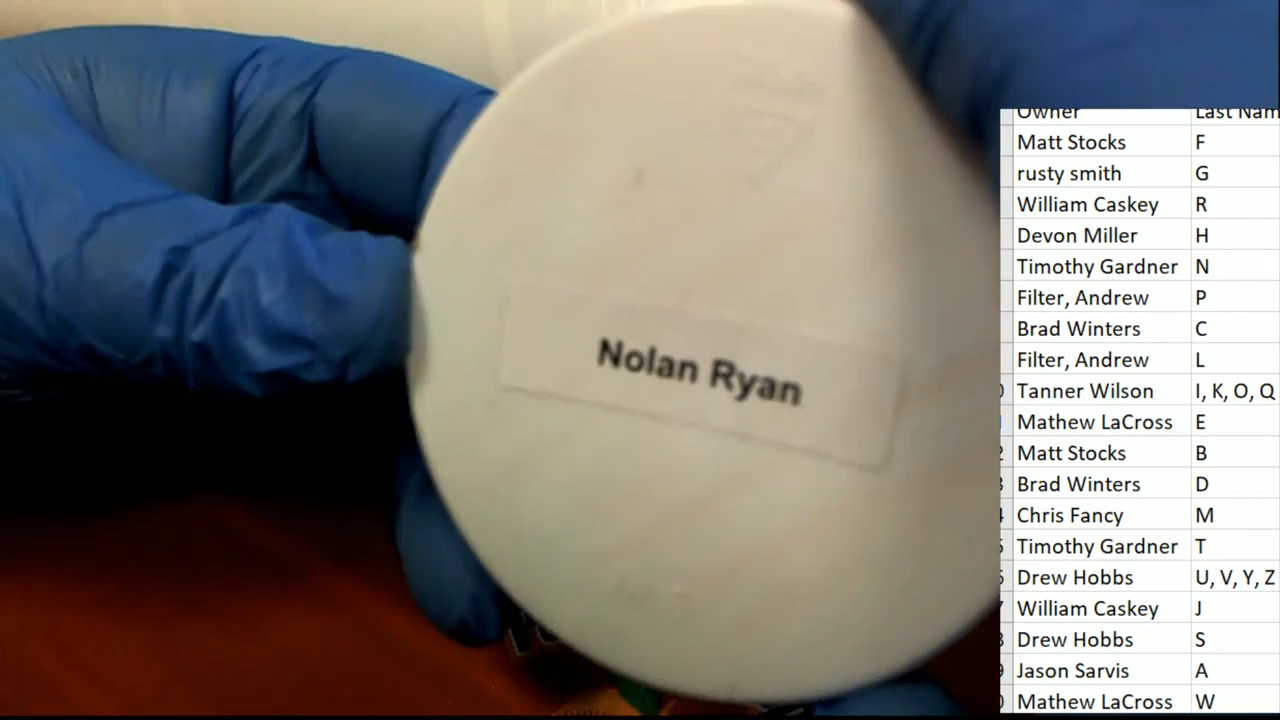 Nolan Ryan
Owner Last Nam
Matt Stocks F
rusty smith G
William Caskey R
Devon Miller H
Timothy Gardner N
Filter, Andrew P
Brad Winters C
Filter, Andrew L
Tanner Wilson I, K, O, Q
Mathew LaCross E
Matt Stocks B
Brad Winters D
Chris Fancy M
Timothy Gardner T
Drew Hobbs U, V, Y, Z
William Caskey J
Drew Hobbs S
Jason Sarvis A
Mathew LaCross W